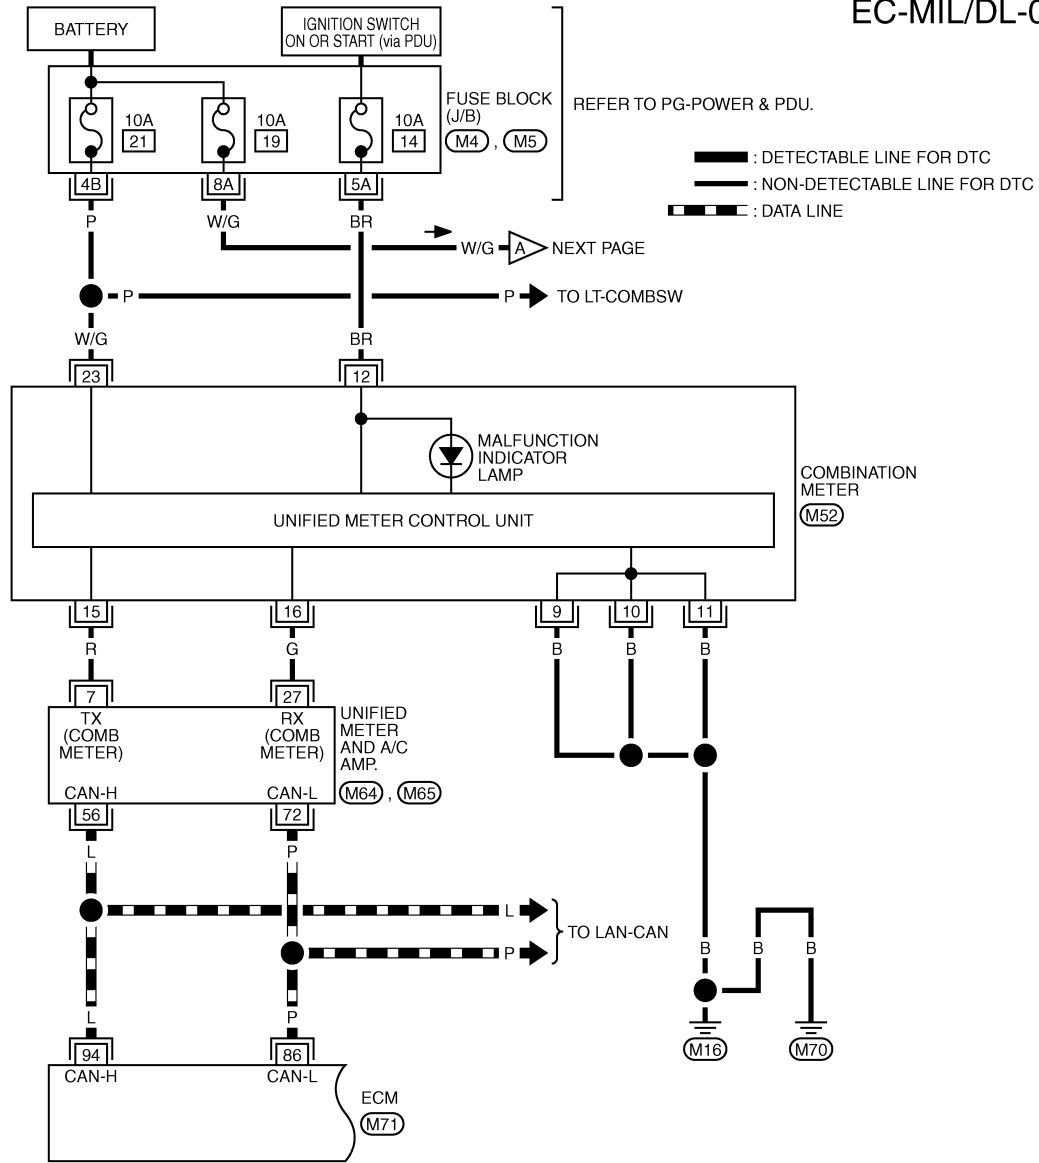 EC-MIL/DL-0
BATTERY
IGNITION SWITCH
ON OR START (via PDU)
10A
21
10A
19
10A
14
FUSE BLOCK
(J/B)
M4 , M5
REFER TO PG-POWER & PDU.
: DETECTABLE LINE FOR DTC
: NON-DETECTABLE LINE FOR DTC
: DATA LINE
4B
8A
5A
P
W/G
BR
W/G
A
NEXT PAGE
P
P
TO LT-COMBSW
W/G
BR
23
12
MALFUNCTION
INDICATOR
LAMP
COMBINATION
METER
M52
UNIFIED METER CONTROL UNIT
15
16
9
10
11
R
G
B
B
B
7
27
TX
(COMB
METER)
RX
(COMB
METER)
UNIFIED
METER
AND A/C
AMP.
M64 , M65
CAN-H
CAN-L
56
72
L
P
L
P
TO LAN-CAN
B
B
B
L
P
M16
M70
94
86
CAN-H
CAN-L
ECM
M71